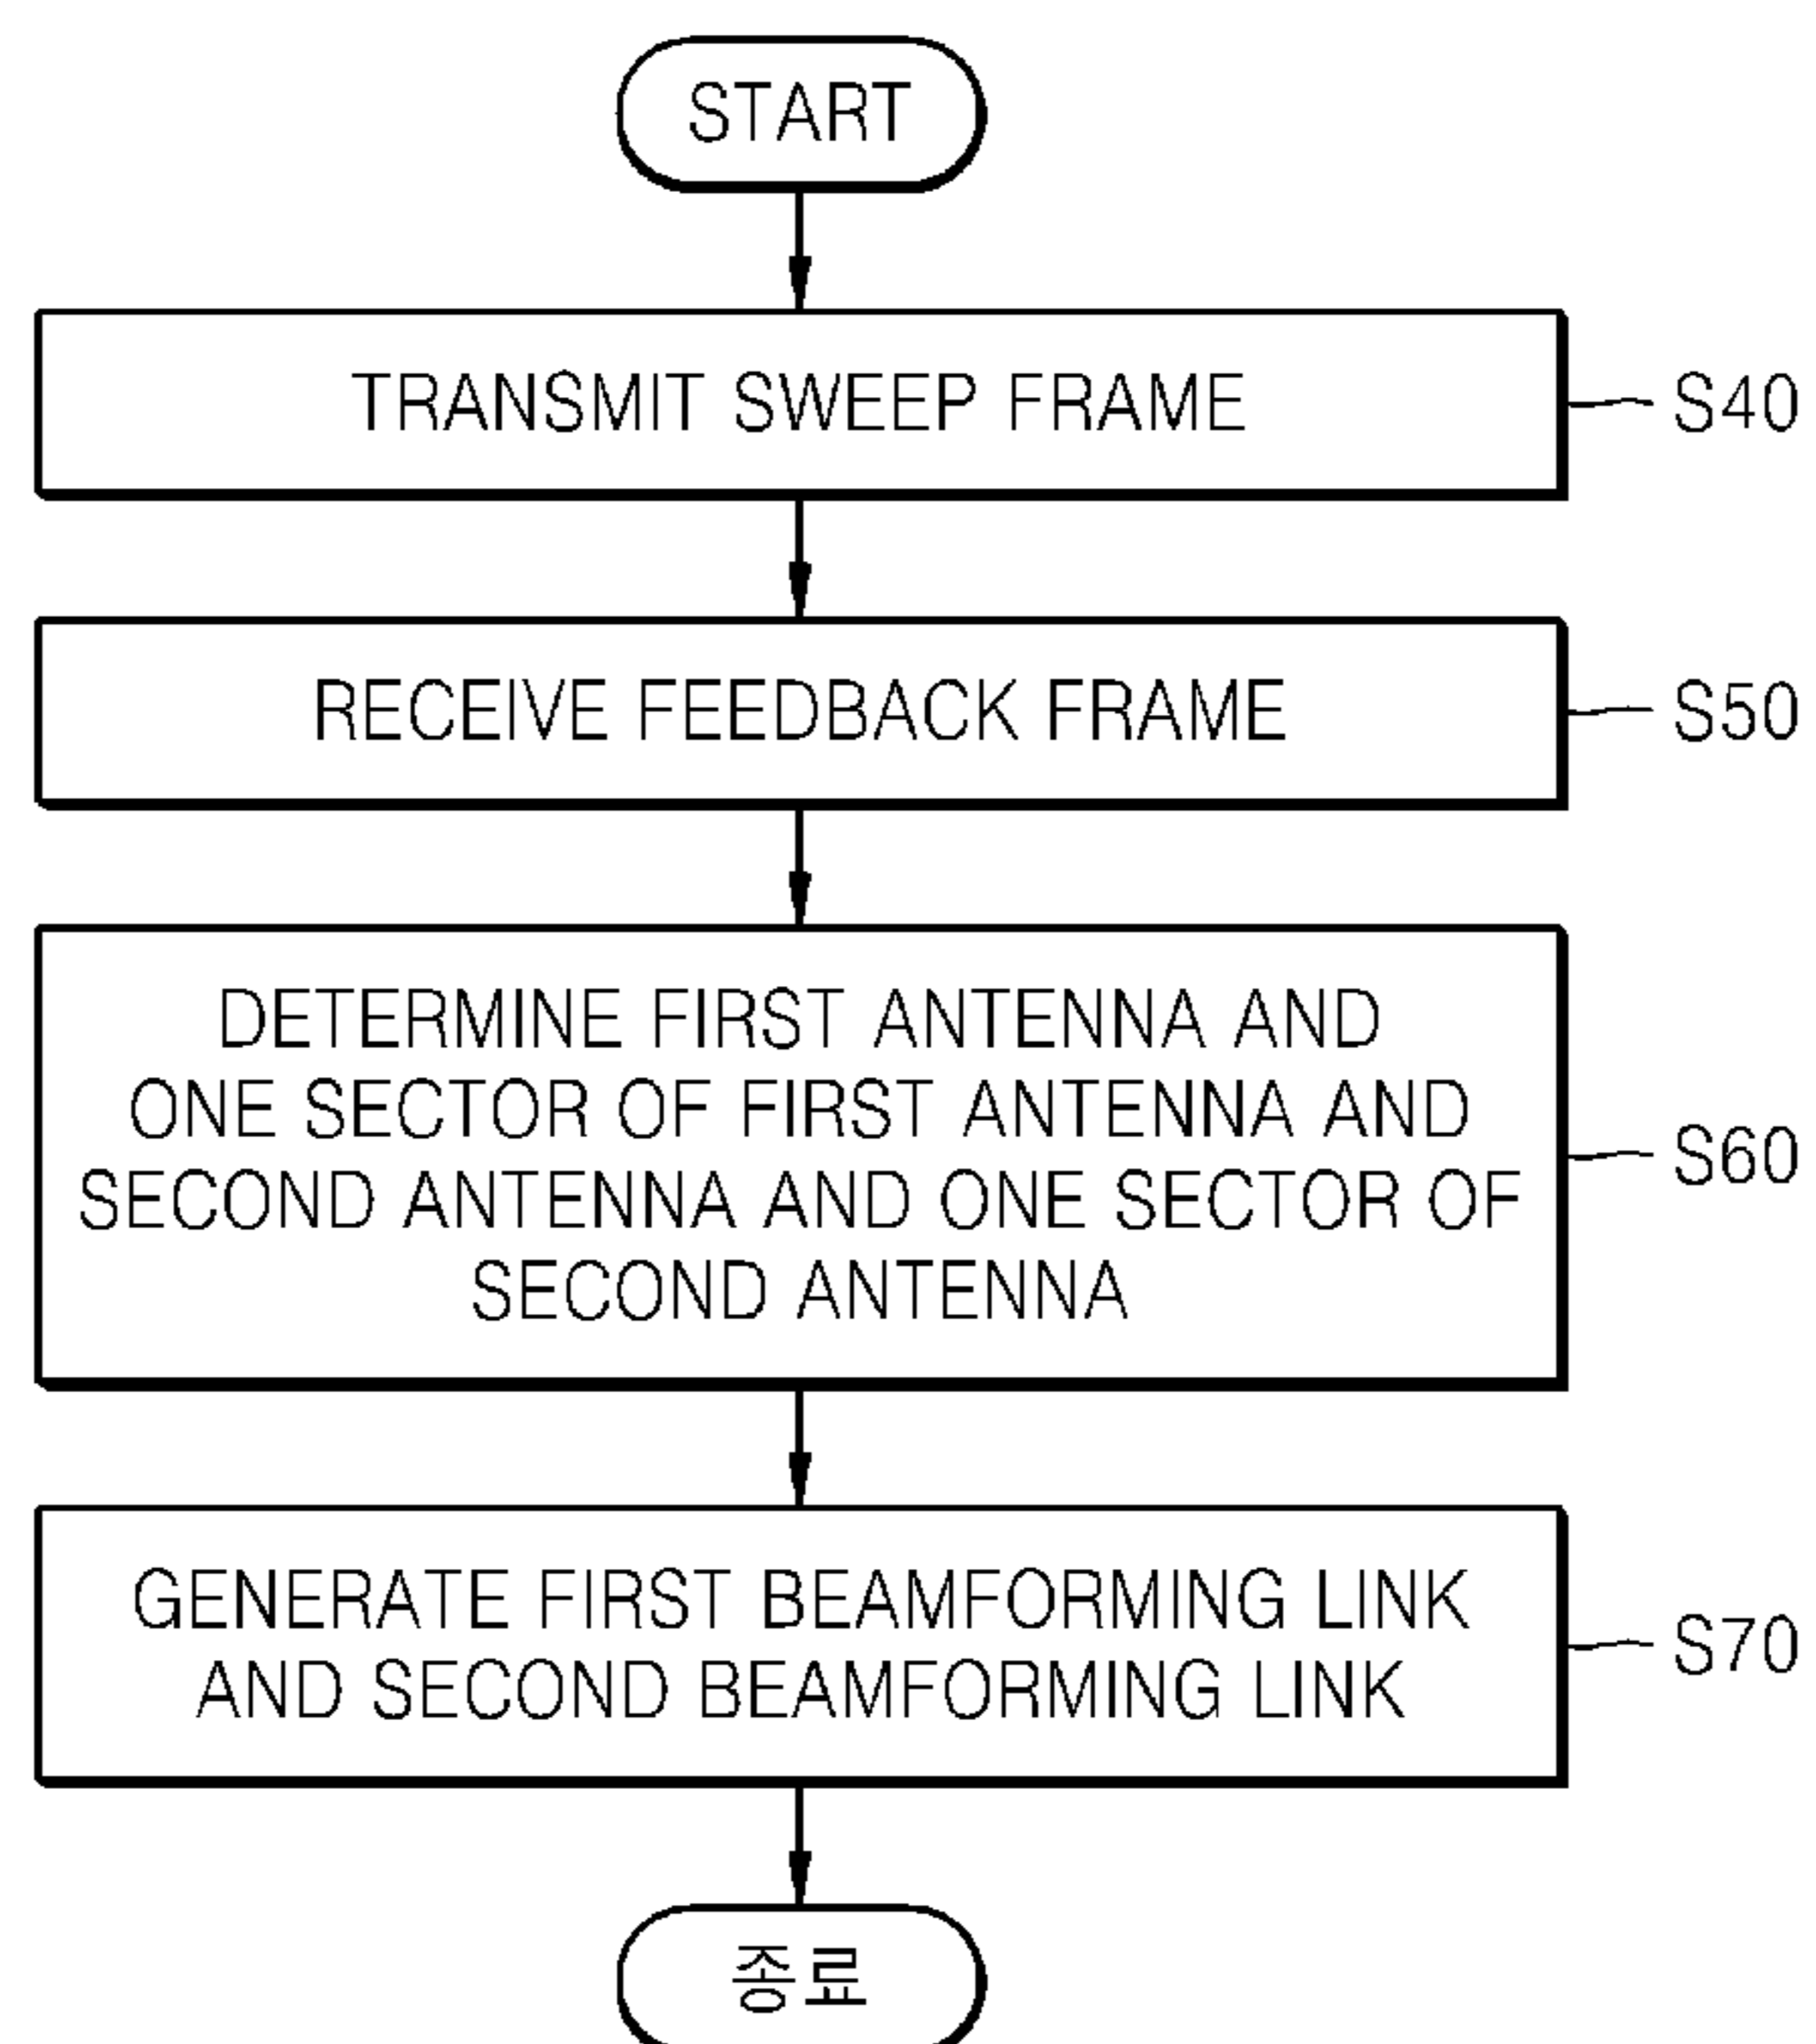 START
TRANSMIT SWEEP FRAME
S40
RECEIVE FEEDBACK FRAME
S50
DETERMINE FIRST ANTENNA AND
ONE SECTOR OF FIRST ANTENNA AND
SECOND ANTENNA AND ONE SECTOR OF
SECOND ANTENNA
S60
GENERATE FIRST BEAMFORMING LINK
AND SECOND BEAMFORMING LINK
S70
종료